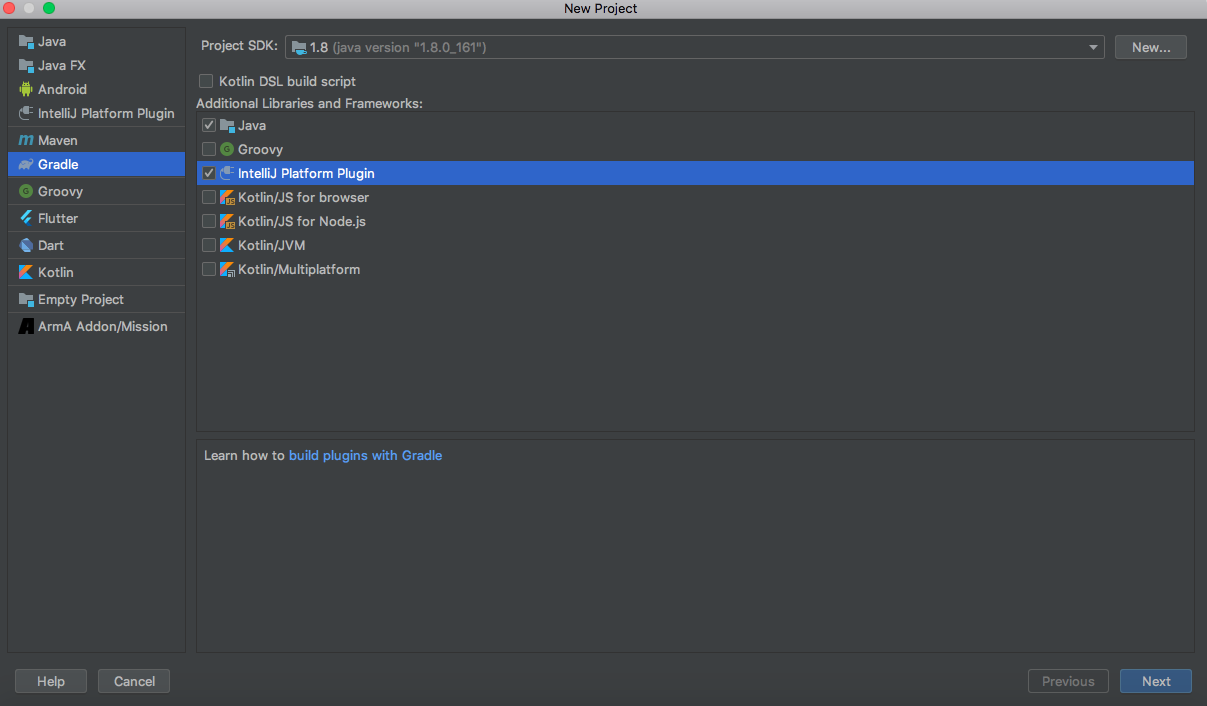 New Project
Java
Java FX
Android
IntelliJ Platform Plugin
Maven
Gradle
Groovy
Flutter
Dart
Kotlin
Empty Project
ArmA Addon/Mission
Project SDK: 1.8 (java version "1.8.0_161") New...
Kotlin DSL build script
Additional Libraries and Frameworks:
Java
Groovy
IntelliJ Platform Plugin
Kotlin/JS for browser
Kotlin/JS for Node.js
Kotlin/JVM
Kotlin/Multiplatform
Learn how to build plugins with Gradle
Help Cancel Previous Next